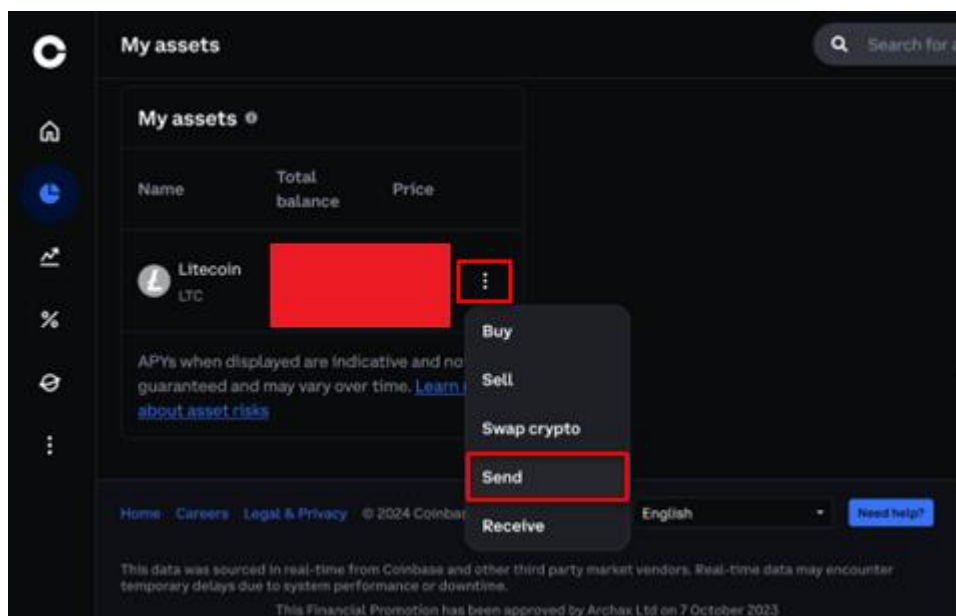 My assets
Search for a
My assets
Name
Total
balance
Price
Litecoin
LTC
Buy
Sell
Swap crypto
Send
Receive
APYs when displayed are indicative and no
guaranteed and may vary over time. Learn
about asset risks
Home Careers Legal & Privacy © 2024 Coinba
English
Need help?
This data was sourced in real-time from Coinbase and other third party market vendors. Real-time data may encounter
temporary delays due to system performance or downtime.
This Financial Promotion has been approved by Archax Ltd on 7 October 2023